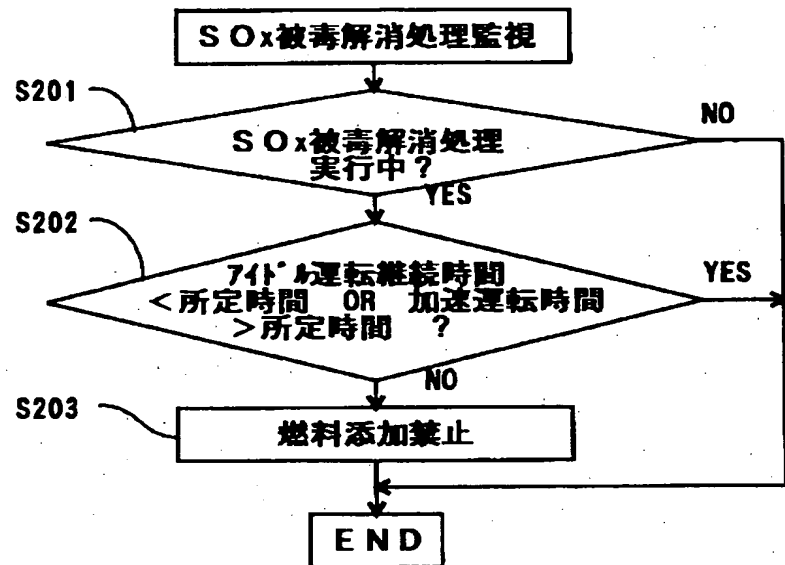 SOx被毒解消処理監視
S201
NO
SOx被毒解消処理
実行中？
YES
S202
ｱｲﾄﾞﾙ運転継続時間
YES
＜所定時間 OR 加速運転時間
＞所定時間 ？
NO
S203
燃料添加禁止
END